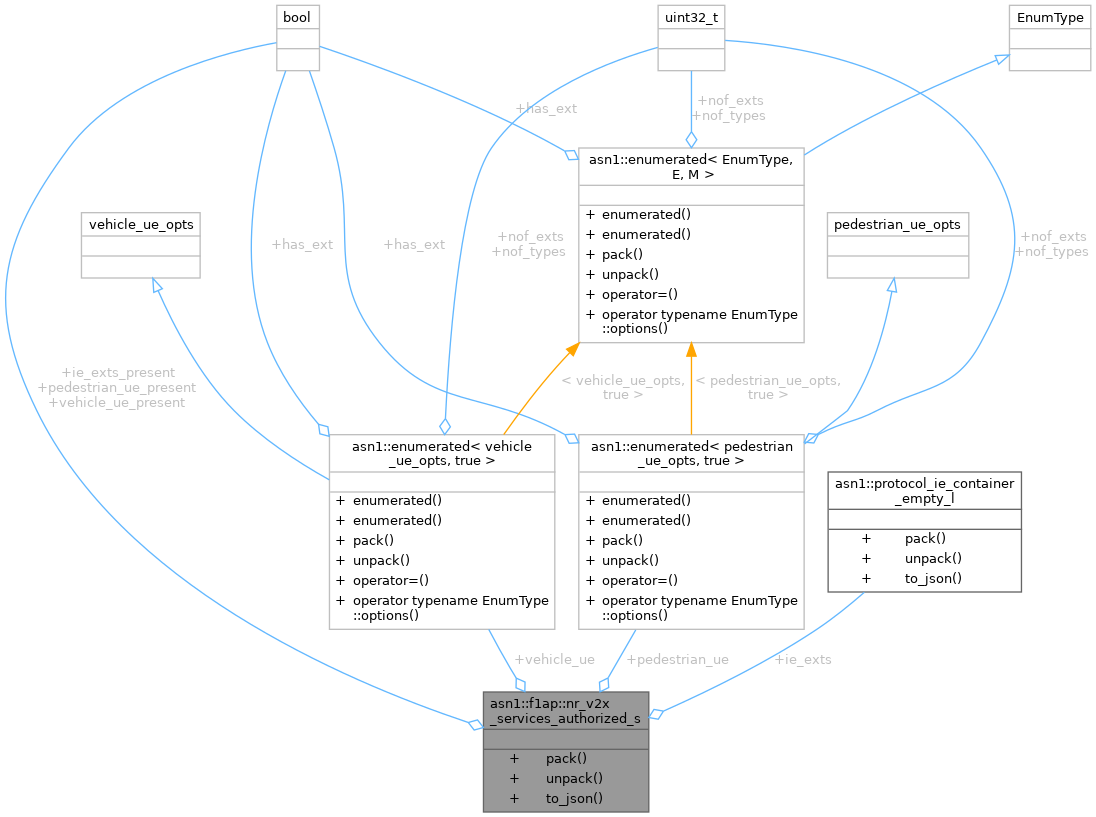 bool
uint32_t
EnumType
+has_ext
+nof_exts
+nof_types
asn1::enumerated< EnumType,
E, M >
+ enumerated()
+ enumerated()
+ pack()
+ unpack()
+ operator=()
+ operator typename EnumType
::options()
vehicle_ue_opts
pedestrian_ue_opts
+has_ext
+has_ext
+nof_exts
+nof_types
+nof_exts
+nof_types
+ie_exts_present
+pedestrian_ue_present
+vehicle_ue_present
< vehicle_ue_opts,
true >
< pedestrian_ue_opts,
true >
asn1::enumerated< vehicle
_ue_opts, true >
+ enumerated()
+ enumerated()
+ pack()
+ unpack()
+ operator=()
+ operator typename EnumType
::options()
asn1::enumerated< pedestrian
_ue_opts, true >
+ enumerated()
+ enumerated()
+ pack()
+ unpack()
+ operator=()
+ operator typename EnumType
::options()
asn1::protocol_ie_container
_empty_l
+ pack()
+ unpack()
+ to_json()
+vehicle_ue
+pedestrian_ue
+ie_exts
asn1::f1ap::nr_v2x
_services_authorized_s
+ pack()
+ unpack()
+ to_json()